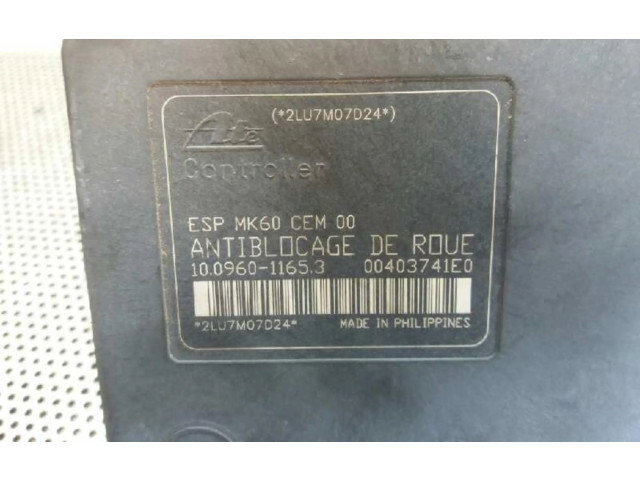 (*2LU7M07D24*)
Ate
Controller
ESP MK60 CEM 00
ANTIBLOCAGE DE ROUE
10.0960-1165.3 00403741E0
*2LU7M07D24* MADE IN PHILIPPINES